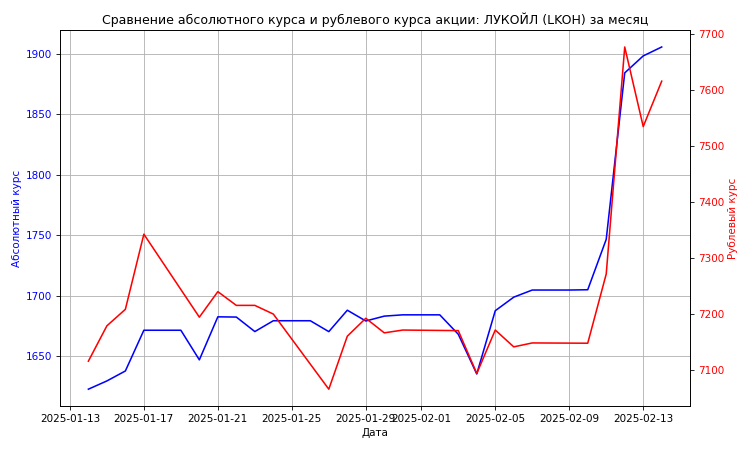 Сравнение абсолютного курса и рублевого курса акции: ЛУКОЙЛ (LKOH) за месяц
Абсолютный курс
1900
1850
1800
1750
1700
1650
7700
7600
7500
7400
7300
7200
7100
Рублевый курс
2025-01-13 2025-01-17 2025-01-21 2025-01-25 2025-01-29 2025-02-01 2025-02-05 2025-02-09 2025-02-13
Дата